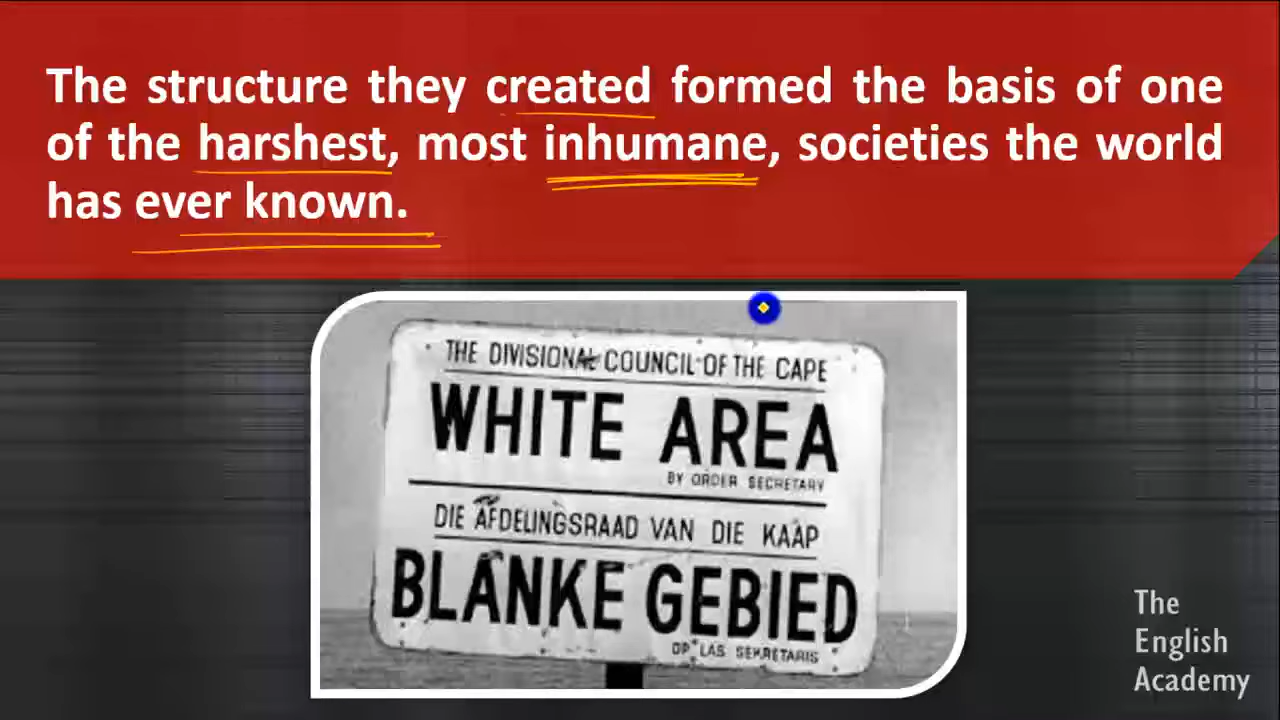 The structure they created formed the basis of one
of the harshest, most inhumane, societies the world
has ever known.
THE DIVISIONAL COUNCIL OF THE CAPE
WHITE AREA
BY ORDER SECRETARY
DIE AFDELINGSRAAD VAN DIE KAAP
BLANKE GEBIED
OP LAS SEKRETARIS
The
English
Academy